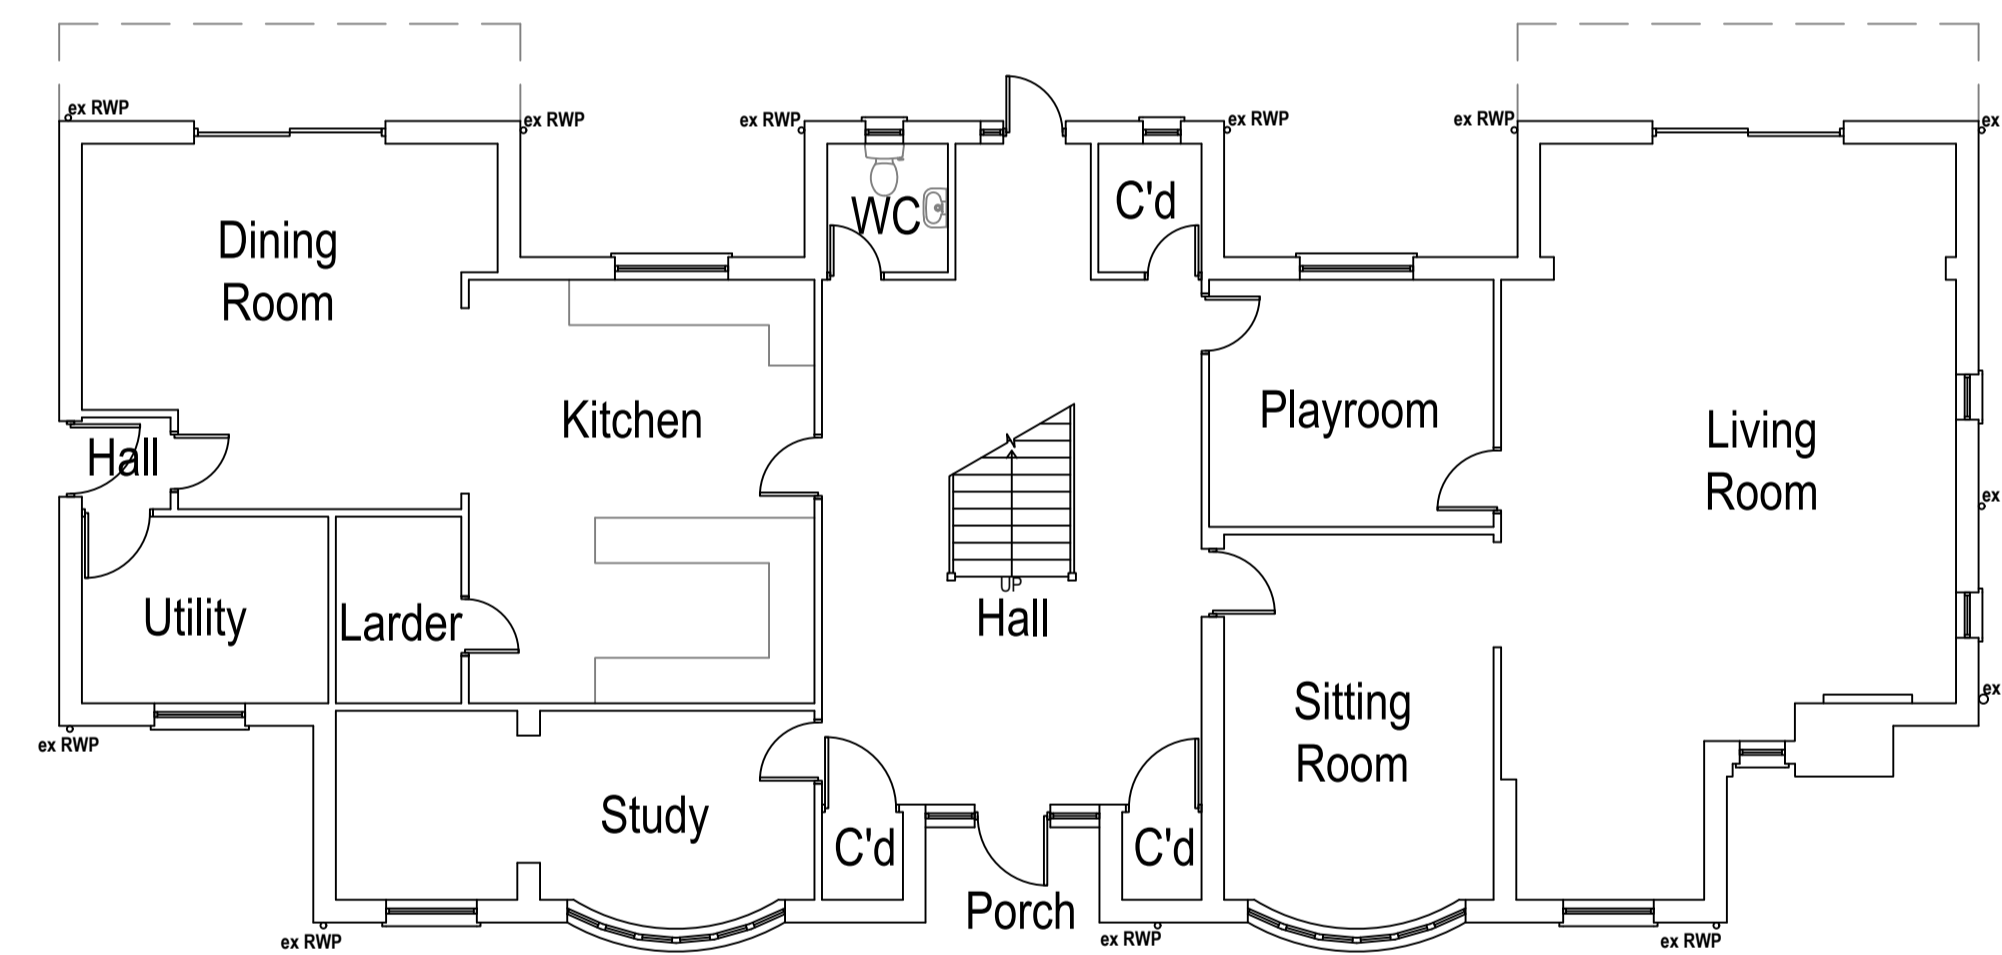 ex RWP
ex RWP
ex RWP
ex RWP
ex RWP
ex
WC
C'd
Dining
Room
Kitchen
Playroom
Living
Room
Hall
ex
UP
Utility
Larder
Hall
ex
Sitting
Room
ex RWP
Study
C'd
C'd
Porch
ex RWP
ex RWP
ex RWP